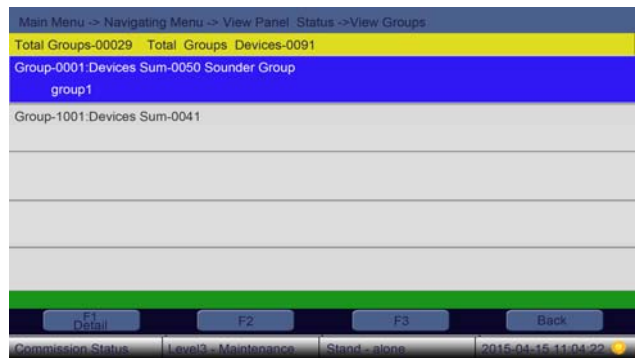 Main Menu -> Navigating Menu -> View Panel Status ->View Groups
Total Groups-00029 Total Groups Devices-0091
Group-0001:Devices Sum-0050 Sounder Group
group1
Group-1001:Devices Sum-0041
F1
Detail
F2
F3
Back
Commission Status
Level3 - Maintenance
Stand - alone
2015-04-15 11:04:22